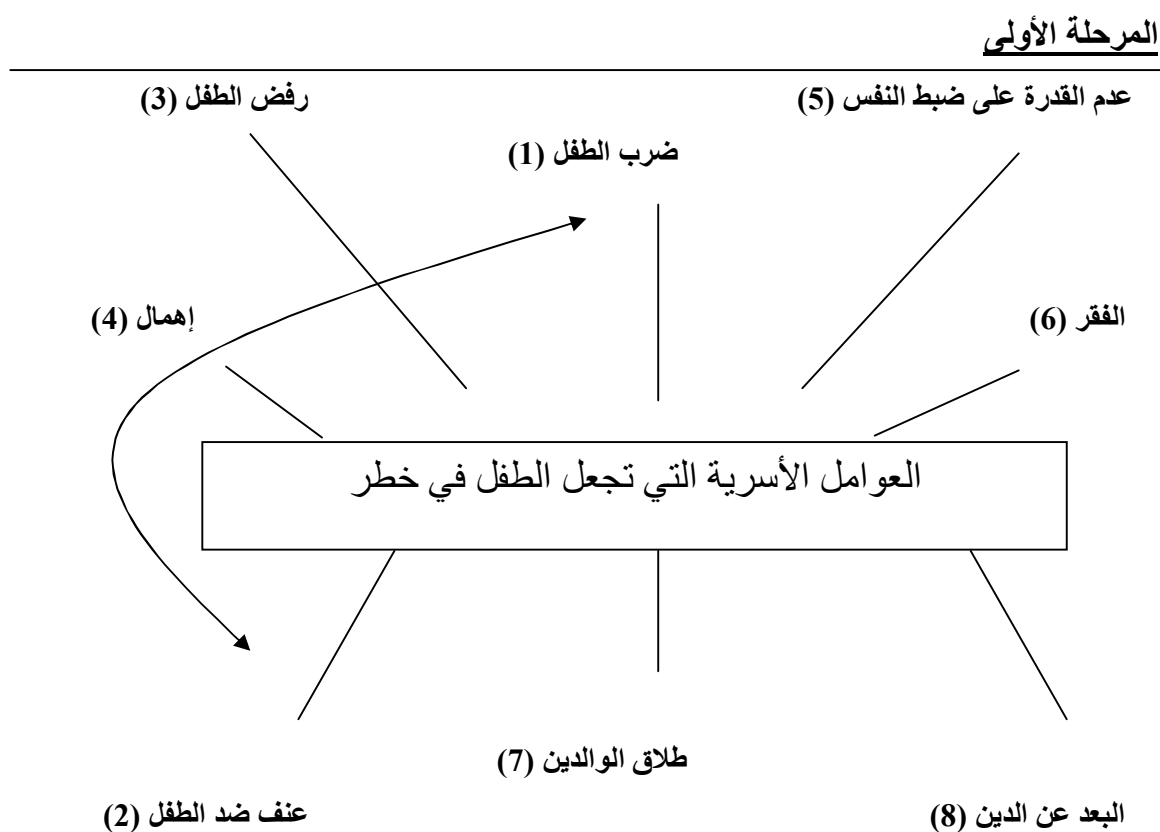 المرحلة الأولى
عدم القدرة على ضبط النفس (5)
رفض الطفل (3)
ضرب الطفل (1)
الفقر (6)
إهمال (4)
العوامل الأسرية التي تجعل الطفل في خطر
طلاق الوالدين (7)
البعد عن الدين (8)
عنف ضد الطفل (2)